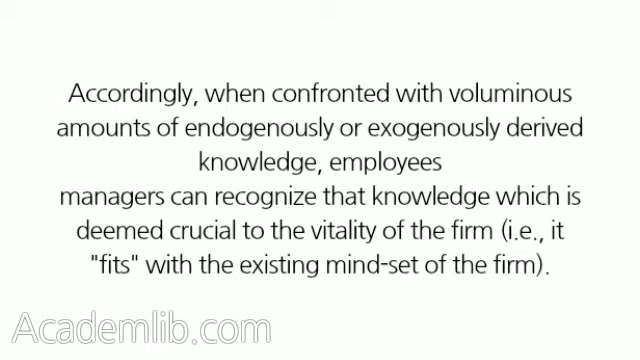 Accordingly, when confronted with voluminous
amounts of endogenously or exogenously derived
knowledge, employees
managers can recognize that knowledge which is
deemed crucial to the vitality of the firm (i.e., it
"fits" with the existing mind-set of the firm).
Academlib.com